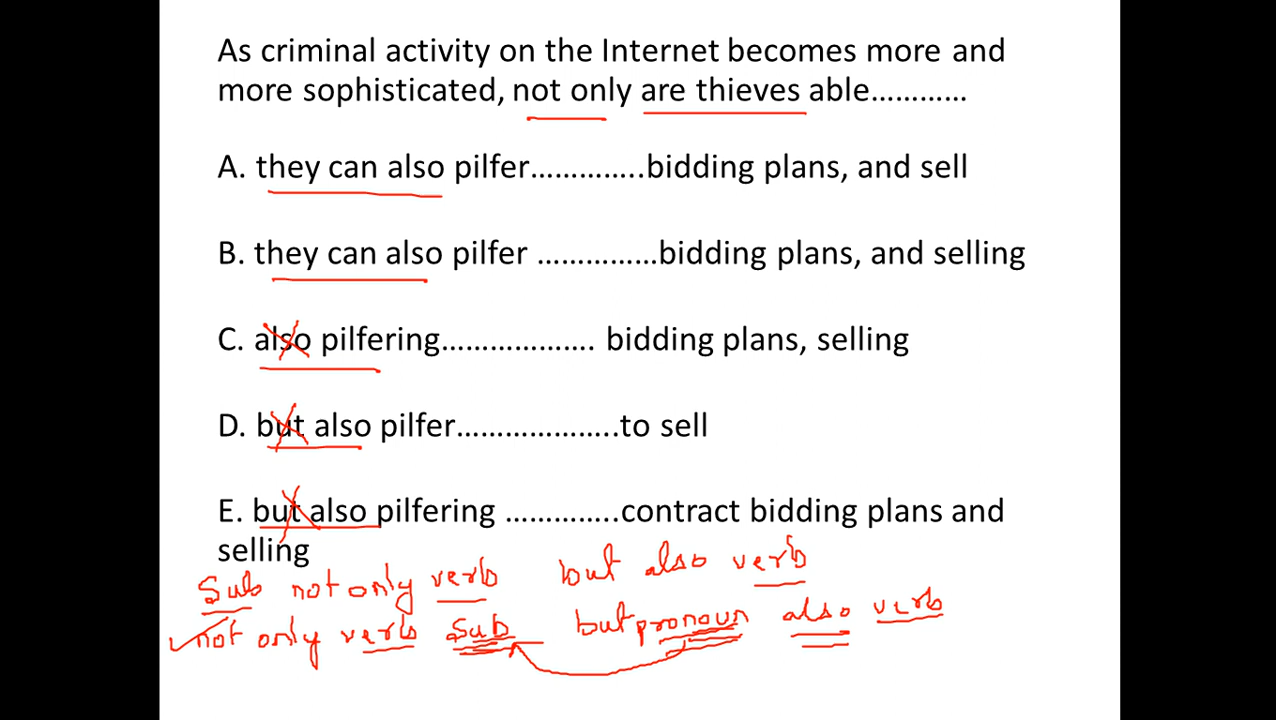 As criminal activity on the Internet becomes more and
more sophisticated, not only are thieves able…………
A. they can also pilfer…………..bidding plans, and sell
B. they can also pilfer ……………bidding plans, and selling
C. also pilfering……………….. bidding plans, selling
D. but also pilfer…………………..to sell
E. but also pilfering …………..contract bidding plans and
selling
Sub not only verb but also verb
not only verb Sub but pronoun also verb